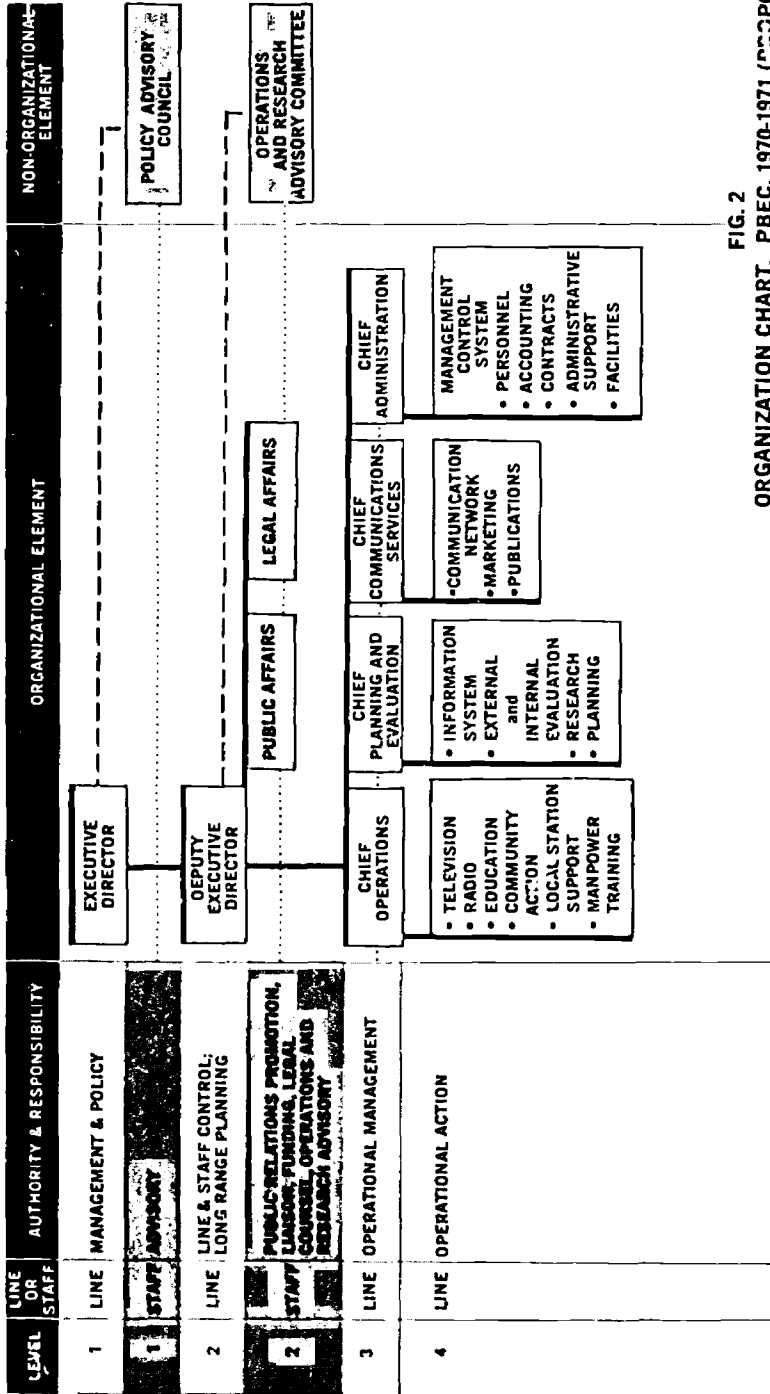 LEVEL
LINE
OR
STAFF
AUTHORITY & RESPONSIBILITY
ORGANIZATIONAL ELEMENT
NON-ORGANIZATIONAL
ELEMENT
1
LINE
MANAGEMENT & POLICY
EXECUTIVE
DIRECTOR
1
STAFF
ADVISORY
POLICY ADVISORY
COUNCIL
2
LINE
LINE & STAFF CONTROL;
LONG RANGE PLANNING
DEPUTY
EXECUTIVE
DIRECTOR
2
STAFF
PUBLIC RELATIONS PROMOTION,
LIAISON, FUNDING, LEGAL
COUNSEL, OPERATIONS AND
RESEARCH ADVISORY
PUBLIC AFFAIRS
LEGAL AFFAIRS
OPERATIONS
AND RESEARCH
ADVISORY COMMITTEE
3
LINE
OPERATIONAL MANAGEMENT
CHIEF
OPERATIONS
CHIEF
PLANNING AND
EVALUATION
CHIEF
COMMUNICATIONS
SERVICES
CHIEF
ADMINISTRATION
4
LINE
OPERATIONAL ACTION
• TELEVISION
• RADIO
• EDUCATION
• COMMUNITY
ACTION
• LOCAL STATION
SUPPORT
• MANPOWER
TRAINING
• INFORMATION
SYSTEM
• EXTERNAL
and
INTERNAL
EVALUATION
• RESEARCH
• PLANNING
•COMMUNICATION
NETWORK
•MARKETING
•PUBLICATIONS
MANAGEMENT
CONTROL
SYSTEM
• PERSONNEL
• ACCOUNTING
• CONTRACTS
• ADMINISTRATIVE
SUPPORT
• FACILITIES
FIG. 2
ORGANIZATION CHART, PBEC, 1970-1971